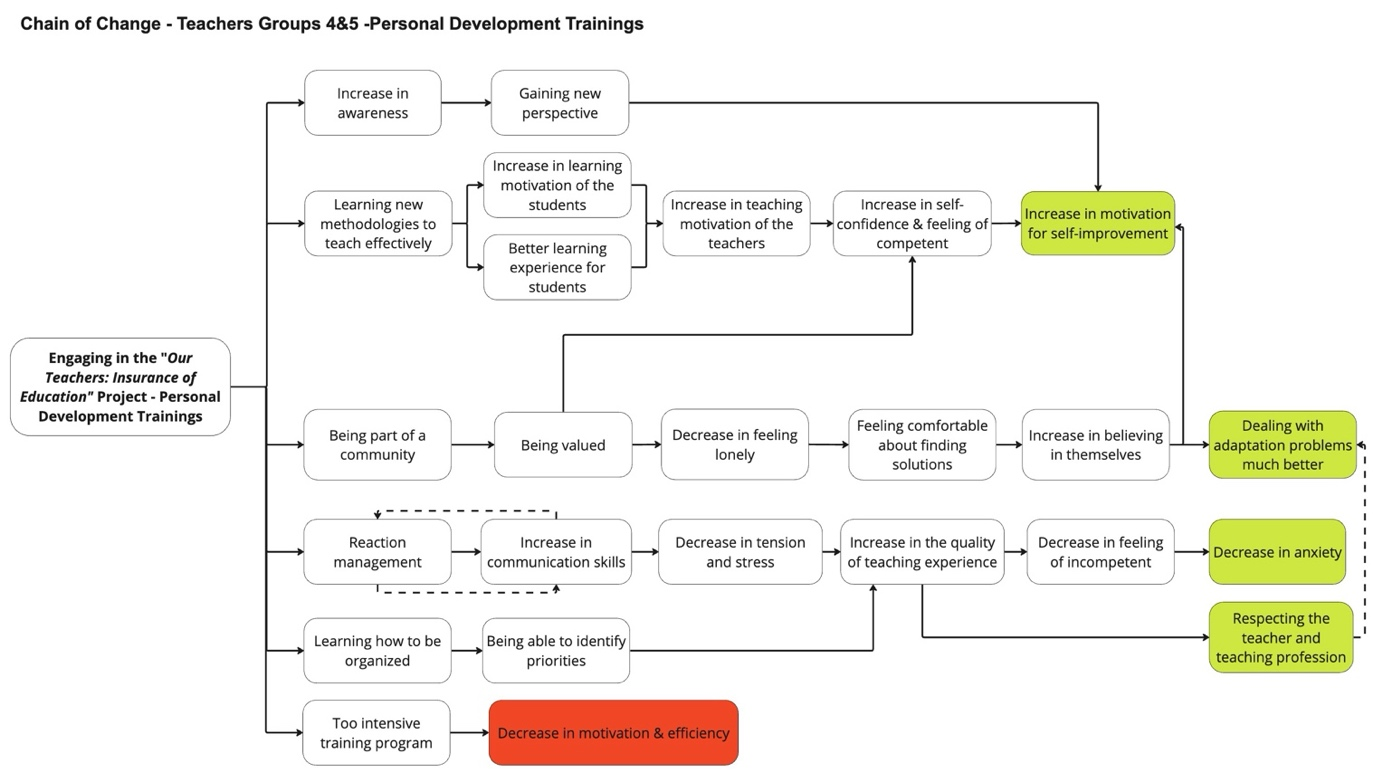 Chain of Change - Teachers Groups 4&5 -Personal Development Trainings
Increase in
awareness
Gaining new
perspective
Learning new
methodologies to
teach effectively
Increase in learning
motivation of the
students
Better learning
experience for
students
Increase in teaching
motivation of the
teachers
Increase in self-
confidence & feeling of
competent
Increase in motivation
for self-improvement
Engaging in the "Our
Teachers: Insurance of
Education" Project - Personal
Development Trainings
Being part of a
community
Being valued
Decrease in feeling
lonely
Feeling comfortable
about finding
solutions
Increase in believing
in themselves
Dealing with
adaptation problems
much better
Reaction
management
Increase in
communication skills
Decrease in tension
and stress
Increase in the quality
of teaching experience
Decrease in feeling
of incompetent
Decrease in anxiety
Learning how to be
organized
Being able to identify
priorities
Respecting the
teacher and
teaching profession
Too intensive
training program
Decrease in motivation & efficiency